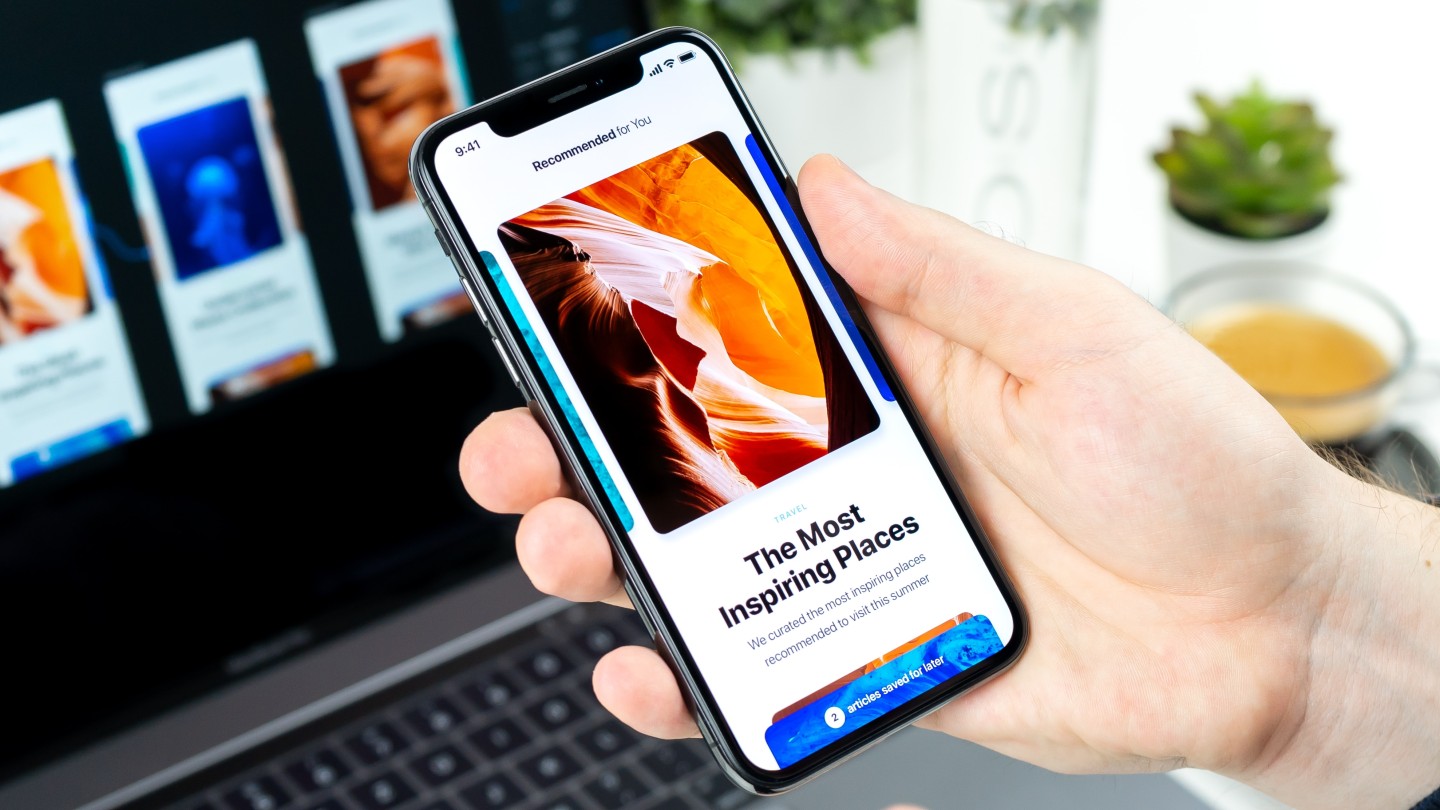 9:41
Recommended for You
TRAVEL
The Most
Inspiring Places
We curated the most inspiring places
recommended to visit this summer
2 articles saved for later